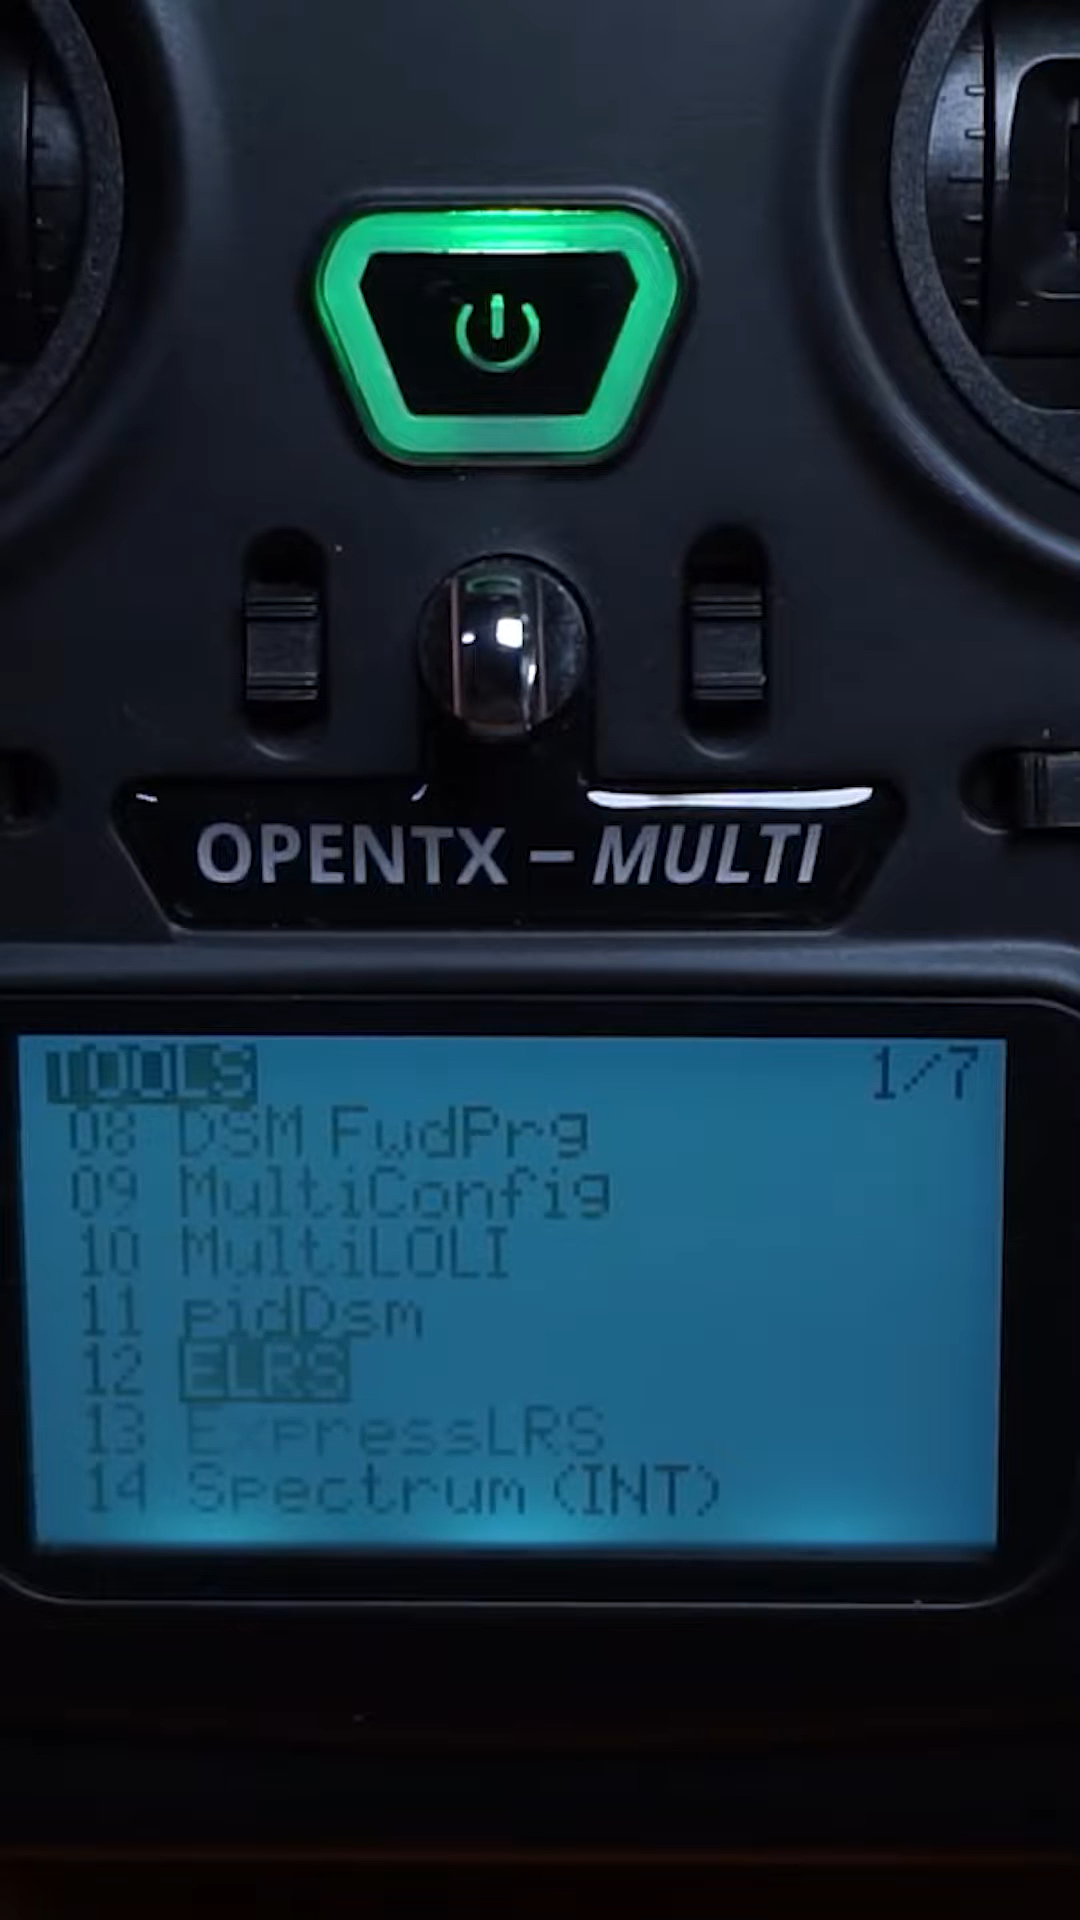 OPENTX – MULTI
TOOLS 1/7
08 DSM FwdPrg
09 MultiConfig
10 MultiLOLI
11 pidDsm
12 ELRS
13 ExpressLRS
14 Spectrum (INT)